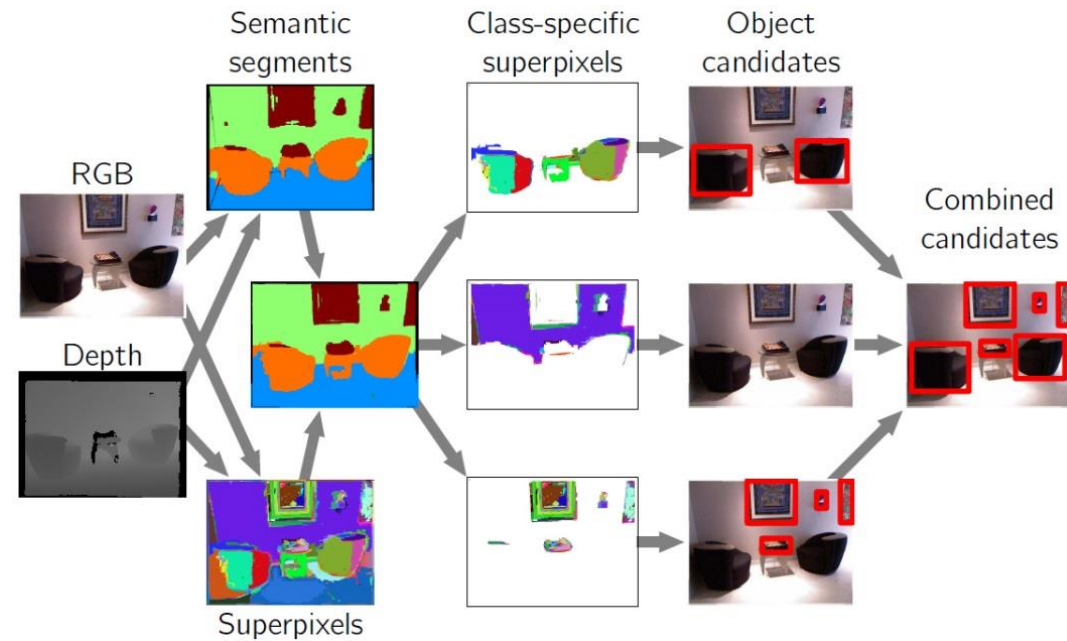 Semantic
segments
Class-specific
superpixels
Object
candidates
RGB
Combined
candidates
Depth
Superpixels